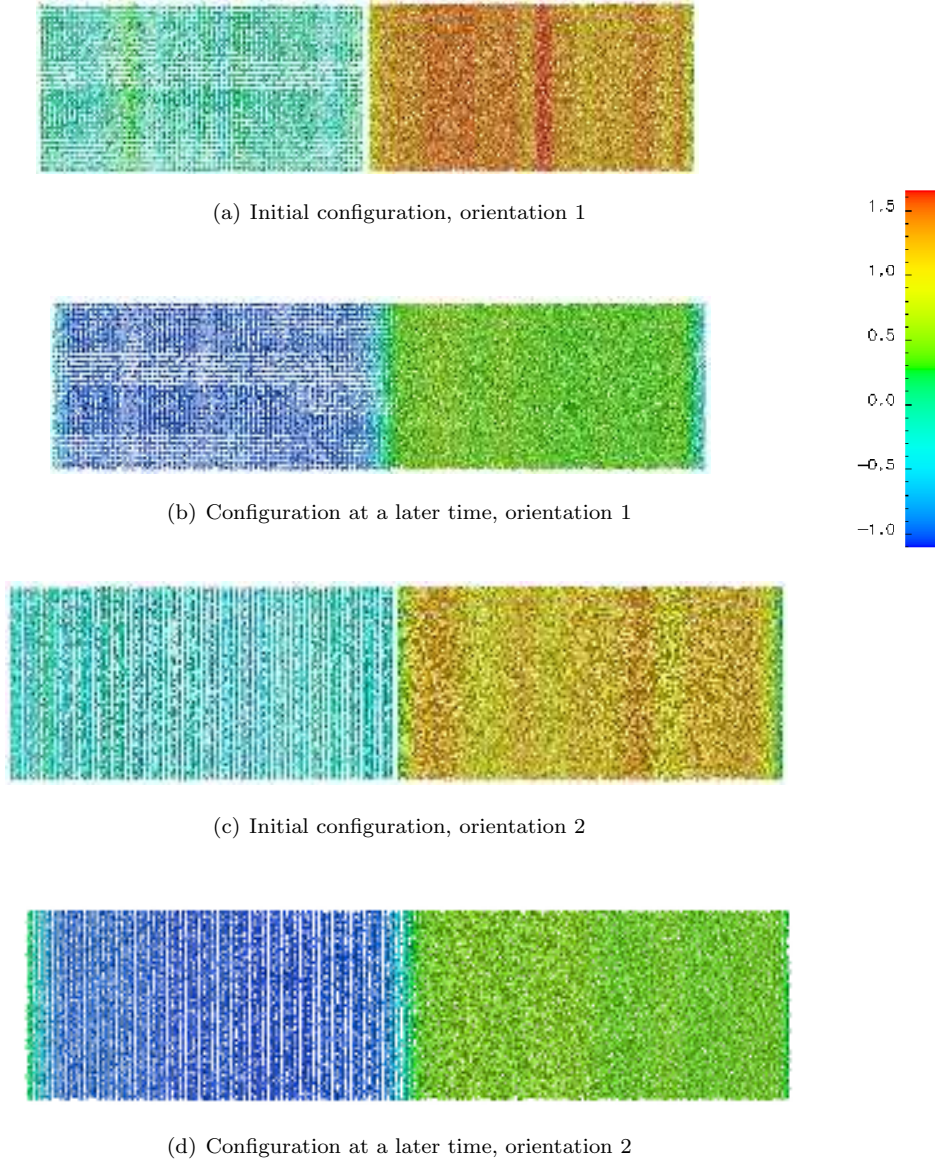 (a) Initial configuration, orientation 1
1.5
1.0
0.5
0.0
−0.5
−1.0
(b) Configuration at a later time, orientation 1
(c) Initial configuration, orientation 2
(d) Configuration at a later time, orientation 2